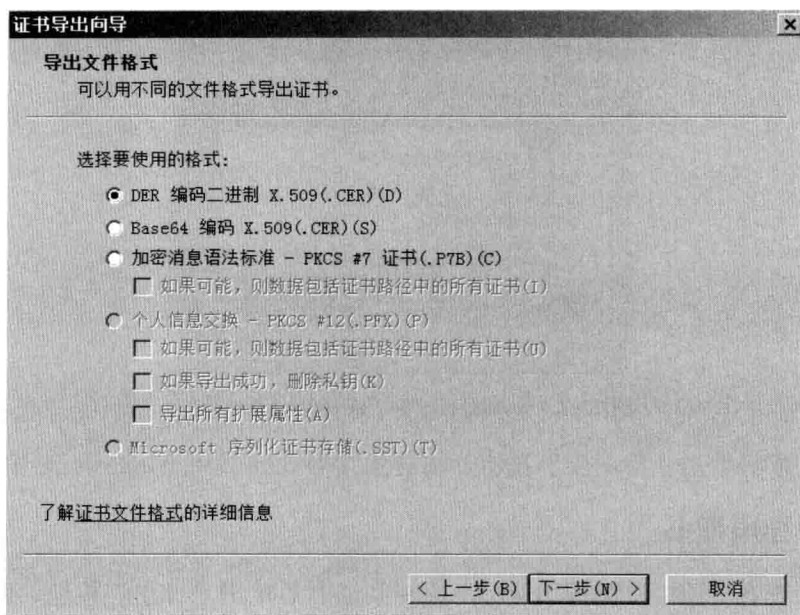 证书导出向导
导出文件格式
可以用不同的文件格式导出证书。
选择要使用的格式:
DER 编码二进制 X.509(.CER)(D)
Base64 编码 X.509(.CER)(S)
加密消息语法标准 - PKCS #7 证书(.P7B)(C)
如果可能，则数据包括证书路径中的所有证书(I)
个人信息交换 - PKCS #12(.PFX)(P)
如果可能，则数据包括证书路径中的所有证书(U)
如果导出成功，删除私钥(K)
导出所有扩展属性(A)
Microsoft 序列化证书存储(.SST)(T)
了解证书文件格式的详细信息
< 上一步(B) 下一步(N) > 取消